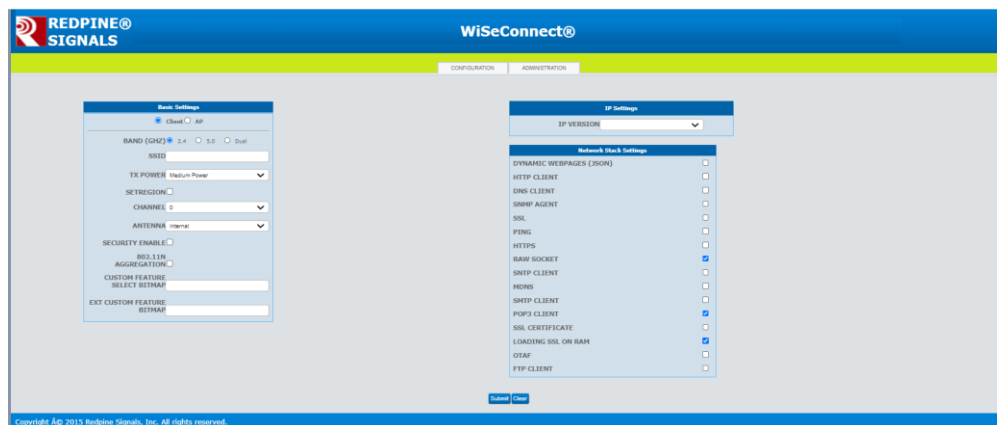 REDPINE®
SIGNALS
WiSeConnect®
CONFIGURATION
ADMINISTRATION
Basic Settings
Client AP
BAND (GHZ) 2.4 5.0 Dual
SSID
TX POWER Medium Power
SETREGION
CHANNEL 0
ANTENNA Internal
SECURITY ENABLE
802.11N
AGGREGATION
CUSTOM FEATURE
SELECT BITMAP
EXT CUSTOM FEATURE
BITMAP
IP Settings
IP VERSION
Network Stack Settings
DYNAMIC WEBPAGES (JSON)
HTTP CLIENT
DNS CLIENT
SNMP AGENT
SSL
PING
HTTPS
RAW SOCKET
SNTP CLIENT
MDNS
SMTP CLIENT
POP3 CLIENT
SSL CERTIFICATE
LOADING SSL ON RAM
OTAF
FTP CLIENT
Submit Clear
Copyright Â© 2015 Redpine Signals, Inc. All rights reserved.